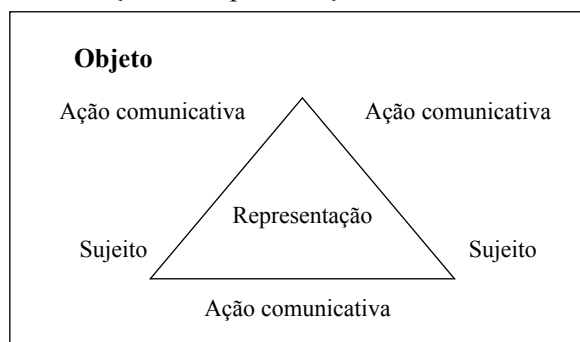 Objeto
Ação comunicativa Ação comunicativa
Representação
Sujeito Sujeito
Ação comunicativa